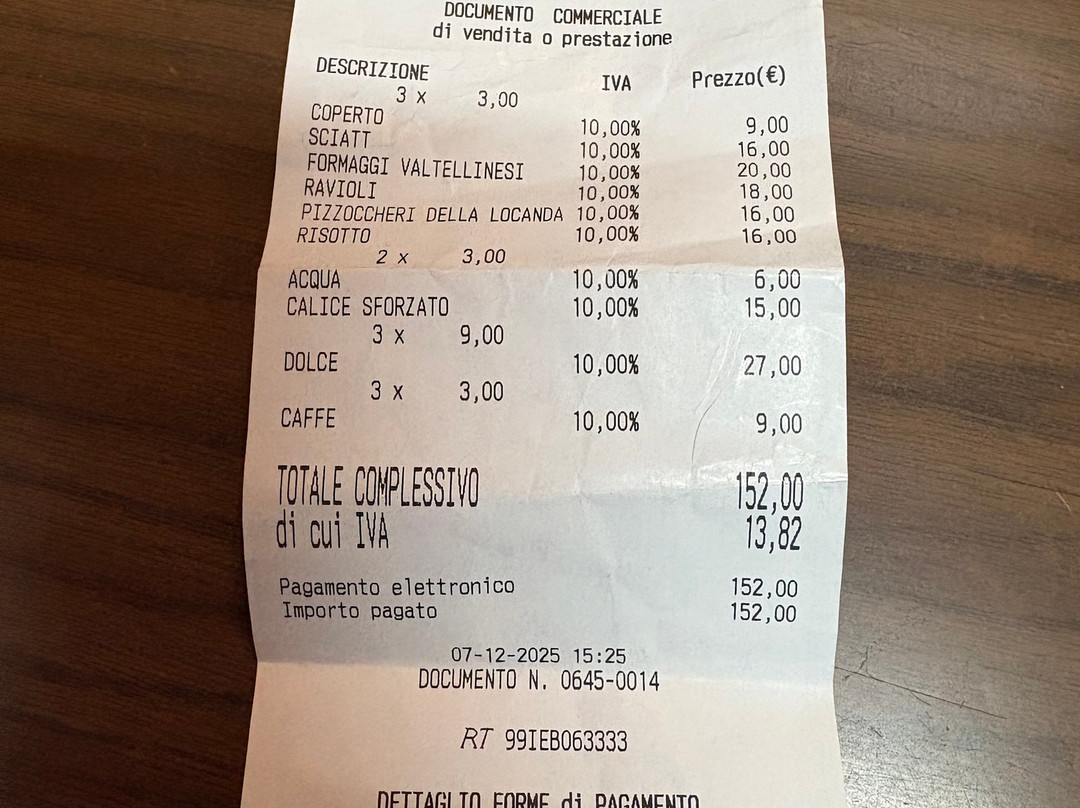 DOCUMENTO COMMERCIALE
di vendita o prestazione
DESCRIZIONE IVA Prezzo(€)
3 x 3,00
COPERTO 10,00% 9,00
SCIATT 10,00% 16,00
FORMAGGI VALTELLINESI 10,00% 20,00
RAVIOLI 10,00% 18,00
PIZZOCCHERI DELLA LOCANDA 10,00% 16,00
RISOTTO 10,00% 16,00
2 x 3,00
ACQUA 10,00% 6,00
CALICE SFORZATO 10,00% 15,00
3 x 9,00
DOLCE 10,00% 27,00
3 x 3,00
CAFFE 10,00% 9,00
TOTALE COMPLESSIVO 152,00
di cui IVA 13,82
Pagamento elettronico 152,00
Importo pagato 152,00
07-12-2025 15:25
DOCUMENTO N. 0645-0014
RT 99IEB063333
DETTAGLIO FORME di PAGAMENTO